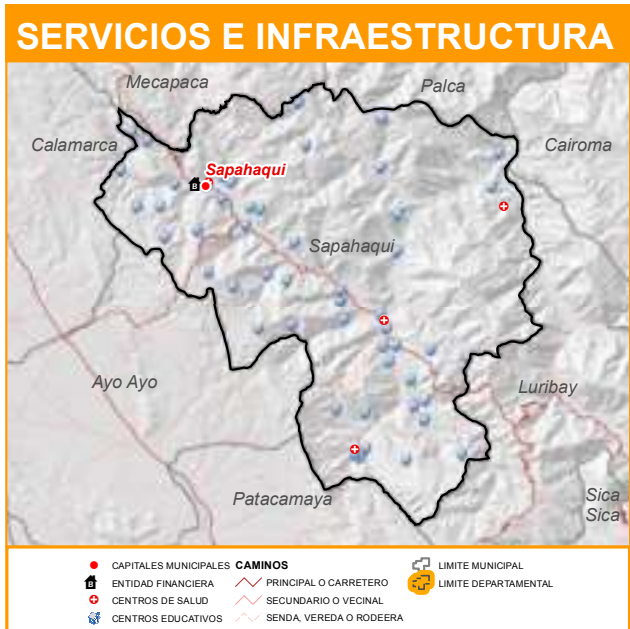 SERVICIOS E INFRAESTRUCTURA
Mecapaca
Palca
Calamarca
Cairoma
Sapahaqui
B
Sapahaqui
Ayo Ayo
Luribay
Patacamaya
Sica
Sica
CAPITALES MUNICIPALES
B ENTIDAD FINANCIERA
CENTROS DE SALUD
CENTROS EDUCATIVOS
CAMINOS
PRINCIPAL O CARRETERO
SECUNDARIO O VECINAL
SENDA, VEREDA O RODEERA
LIMITE MUNICIPAL
LIMITE DEPARTAMENTAL